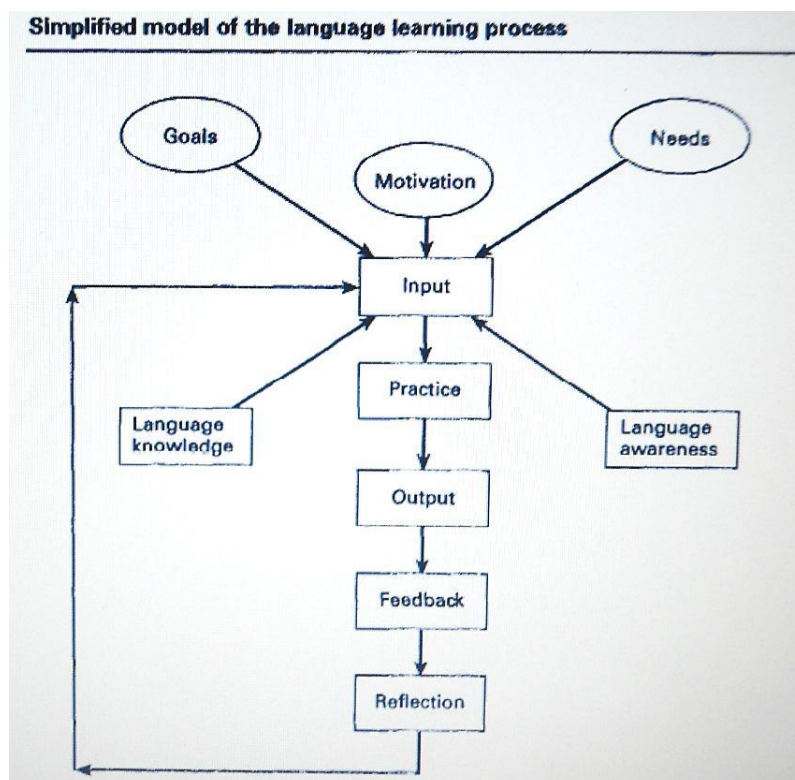 Simplified model of the language learning process
Goals
Motivation
Needs
Input
Practice
Language
knowledge
Language
awareness
Output
Feedback
Reflection